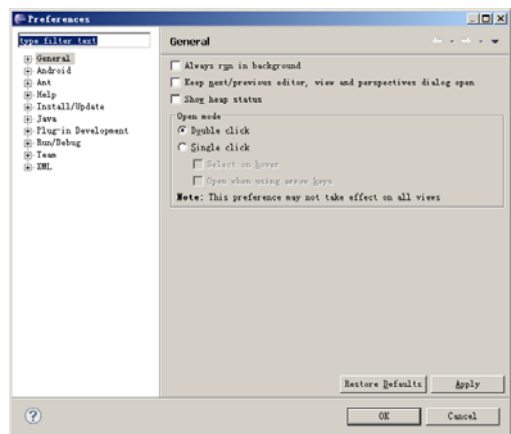 Preferences
type filter text
General
Android
Ant
Help
Install/Update
Java
Plug-in Development
Run/Debug
Team
XML
General
Always run in background
Keep next/previous editor, view and perspectives dialog open
Show heap status
Open mode
Double click
Single click
Select on hover
Open when using arrow keys
Note: This preference may not take effect on all views
Restore Defaults
Apply
OK
Cancel